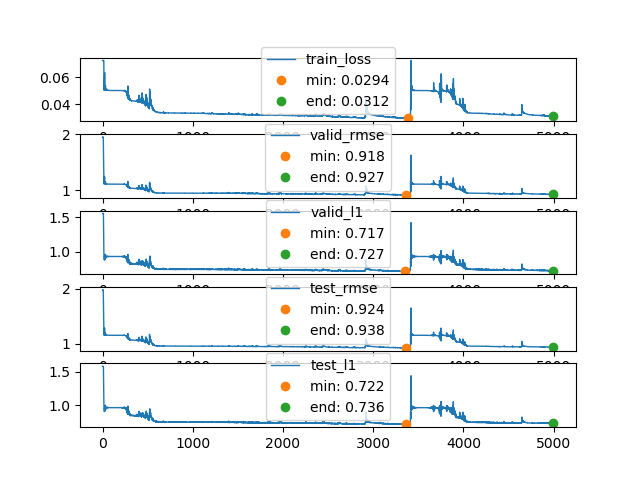 train_loss
min: 0.0294
end: 0.0312
0.06
0.04
valid_rmse
min: 0.918
end: 0.927
2
1
valid_l1
min: 0.717
end: 0.727
1.5
1.0
test_rmse
min: 0.924
end: 0.938
2
1
test_l1
min: 0.722
end: 0.736
1.5
1.0
0 1000 2000 3000 4000 5000